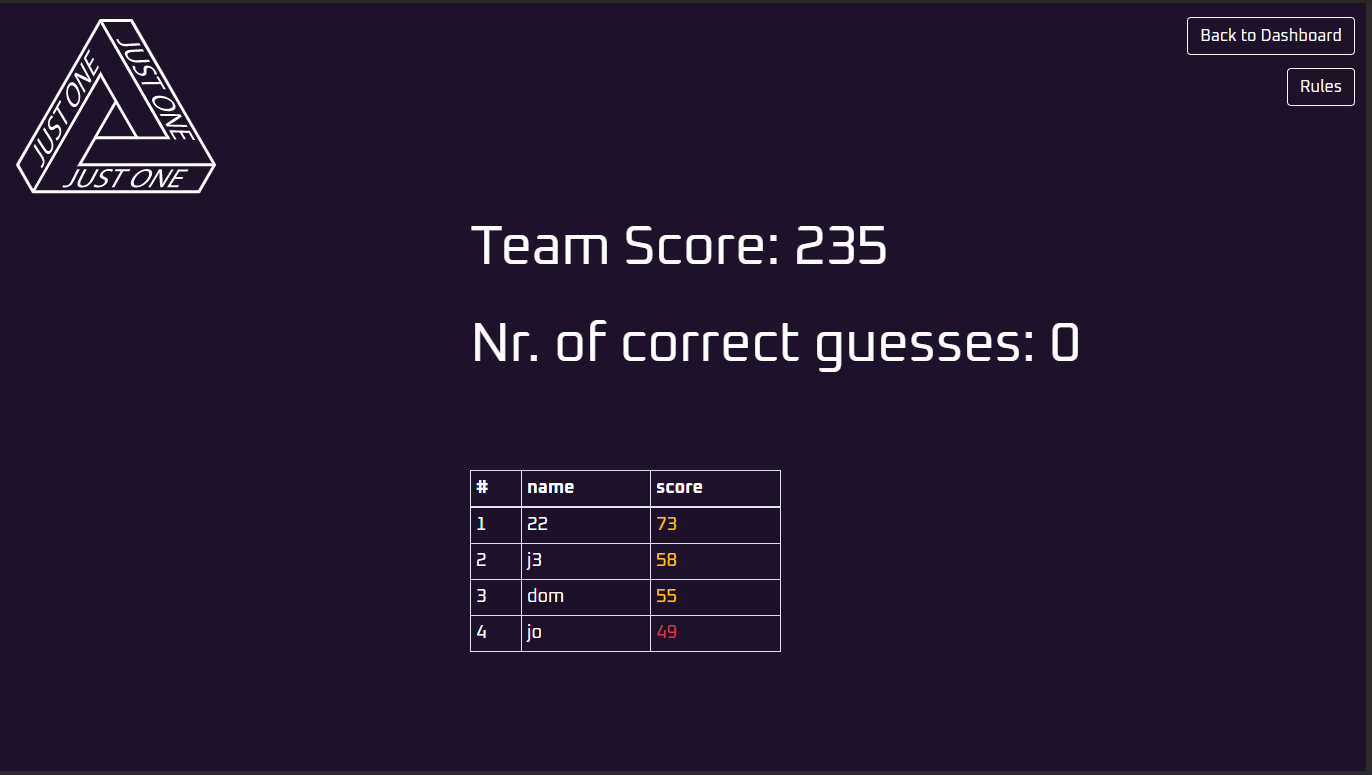 JUST ONE
JUST ONE
JUST ONE
Back to Dashboard
Rules
Team Score: 235
Nr. of correct guesses: 0
# name score
1 22 73
2 j3 58
3 dom 55
4 jo 49